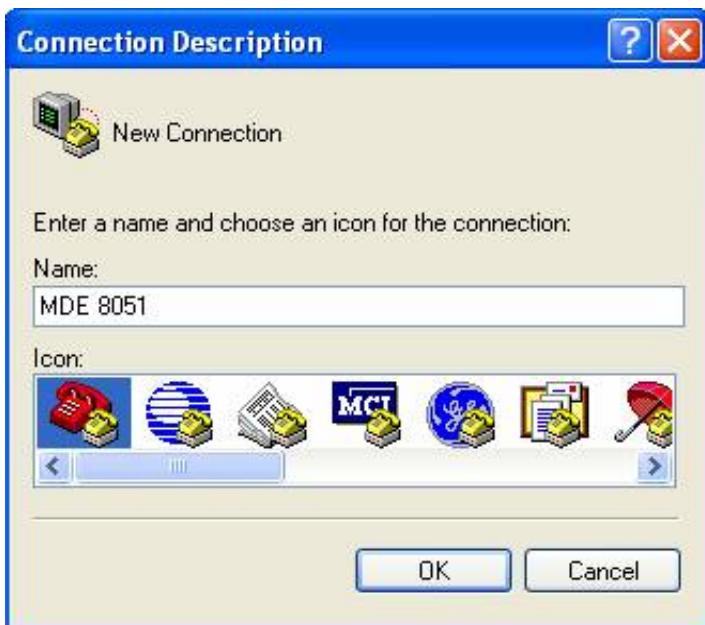 Connection Description
New Connection
Enter a name and choose an icon for the connection:
Name:
MDE 8051
Icon:
MCI
OK Cancel